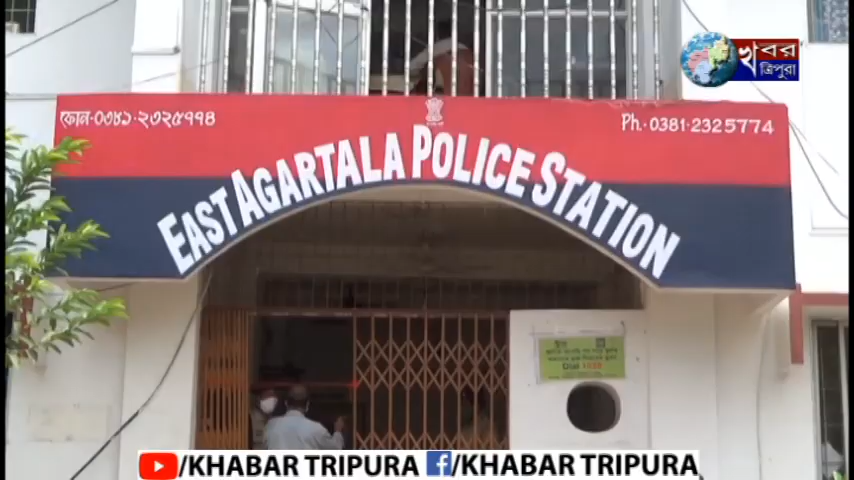 খবর
ত্রিপুরা
ফোন-০৩৮১-২৩২৫৭৭৪
Ph.-0381-2325774
EAST AGARTALA POLICE STATION
Dial
/KHABAR TRIPURA /KHABAR TRIPURA